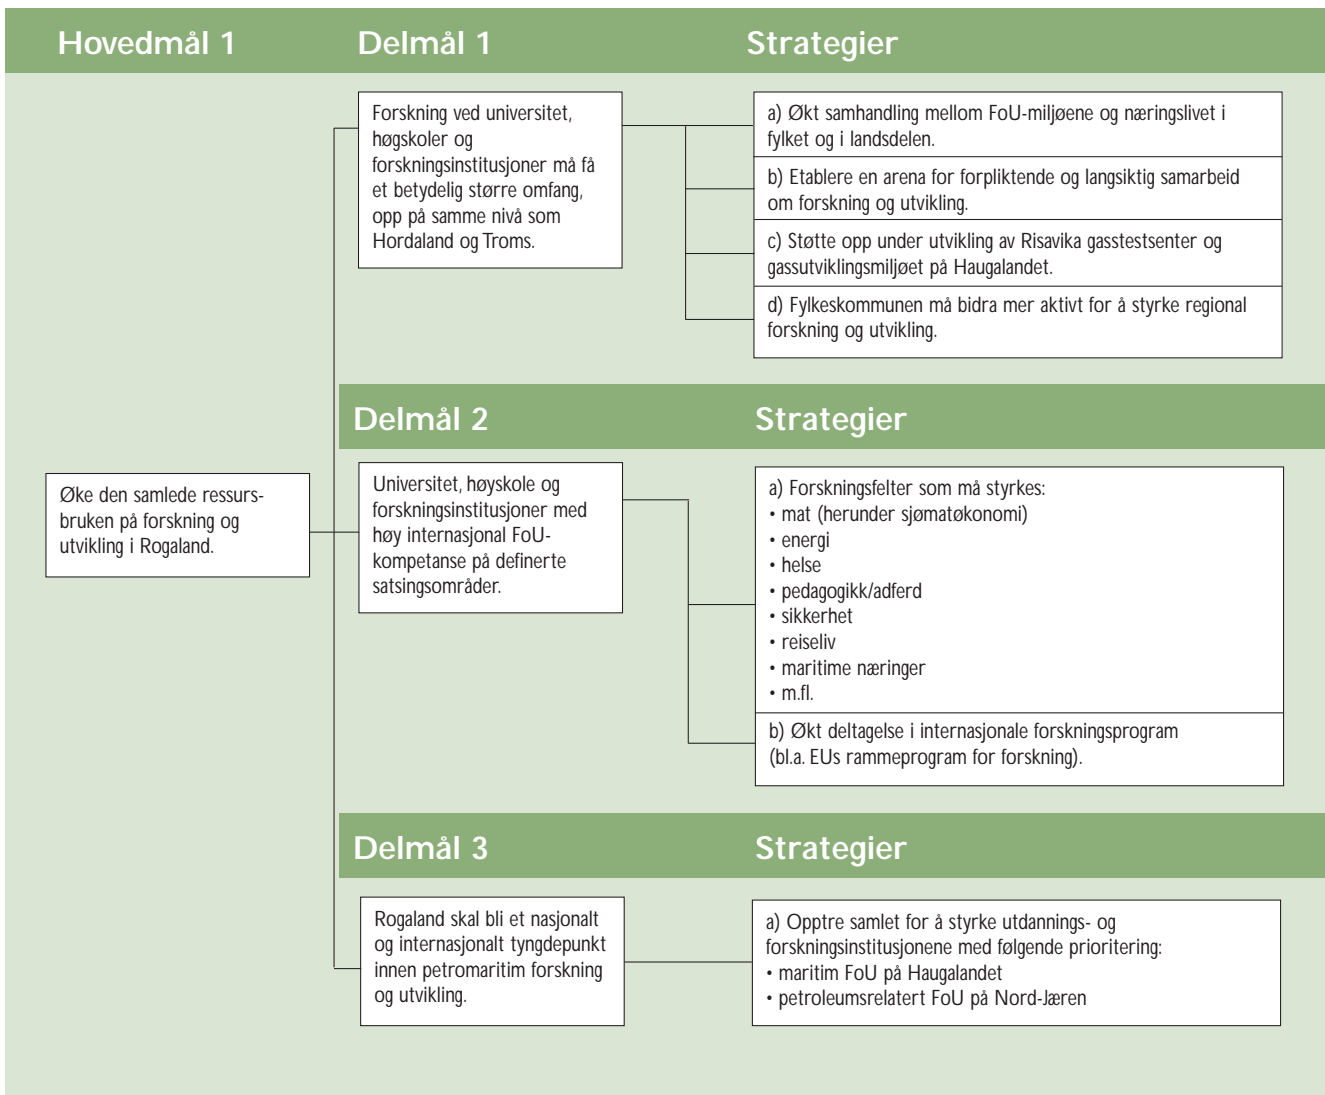 Hovedmål 1
Delmål 1
Strategier
Forskning ved universitet,
høgskoler og
forskningsinstitusjoner må få
et betydelig større omfang,
opp på samme nivå som
Hordaland og Troms.
a) Økt samhandling mellom FoU-miljøene og næringslivet i
fylket og i landsdelen.
b) Etablere en arena for forpliktende og langsiktig samarbeid
om forskning og utvikling.
c) Støtte opp under utvikling av Risavika gasstestsenter og
gassutviklingsmiljøet på Haugalandet.
d) Fylkeskommunen må bidra mer aktivt for å styrke regional
forskning og utvikling.
Delmål 2
Strategier
Øke den samlede ressurs-
bruken på forskning og
utvikling i Rogaland.
Universitet, høyskole og
forskningsinstitusjoner med
høy internasjonal FoU-
kompetanse på definerte
satsingsområder.
a) Forskningsfelter som må styrkes:
• mat (herunder sjømatøkonomi)
• energi
• helse
• pedagogikk/adferd
• sikkerhet
• reiseliv
• maritime næringer
• m.fl.
b) Økt deltagelse i internasjonale forskningsprogram
(bl.a. EUs rammeprogram for forskning).
Delmål 3
Strategier
Rogaland skal bli et nasjonalt
og internasjonalt tyngdepunkt
innen petromaritim forskning
og utvikling.
a) Opptre samlet for å styrke utdannings- og
forskningsinstitusjonene med følgende prioritering:
• maritim FoU på Haugalandet
• petroleumsrelatert FoU på Nord-Jæren